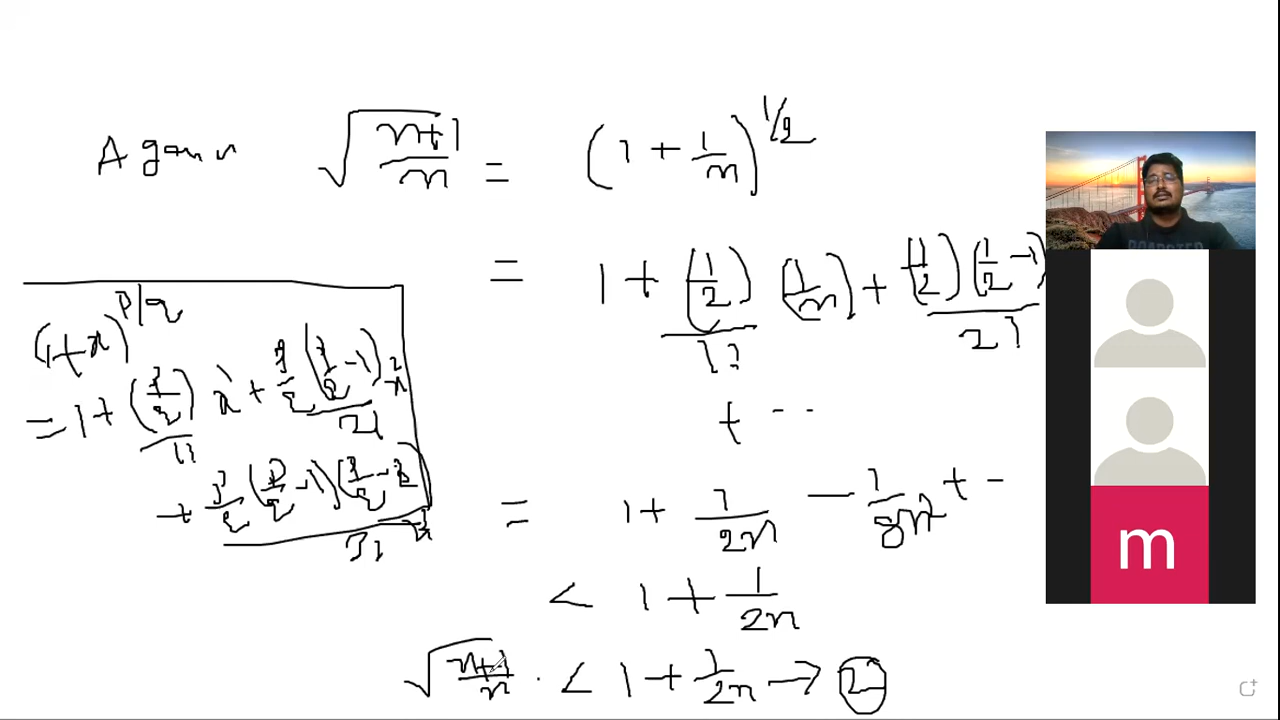 Again √((n+1)/n) = (1 + 1/n)^(1/2)
= 1 + (1/2)/1! (1/n) + (1/2)(1/2 - 1)/2!
+ --
= 1 + 1/2n - 1/8n² + -
< 1 + 1/2n
√((n+1)/n) . < 1 + 1/2n → 2
(1+x)^(p/q)
= 1 + (p/q)/1! x + p/q (p/q - 1)/2! x²
+ p/q (p/q - 1)(p/q - 2)/3! x³
m